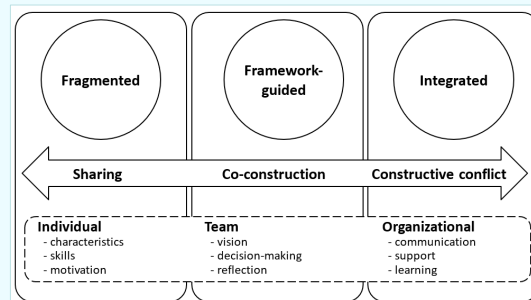 Fragmented
Framework-
guided
Integrated
Sharing
Co-construction
Constructive conflict
Individual
- characteristics
- skills
- motivation
Team
- vision
- decision-making
- reflection
Organizational
- communication
- support
- learning